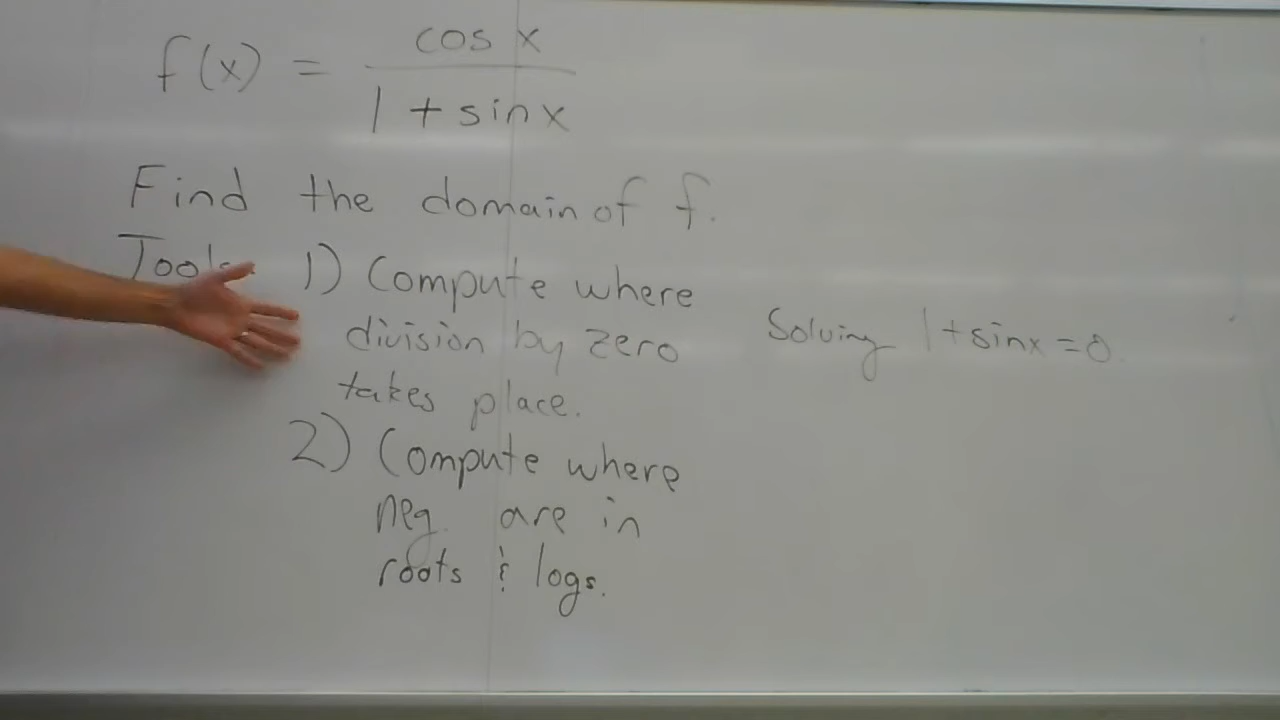 f(x) = cos x / 1 + sin x
Find the domain of f.
Tools 1) Compute where
division by zero
takes place.
Solving 1 + sinx = 0
2) Compute where
neg. are in
roots & logs.